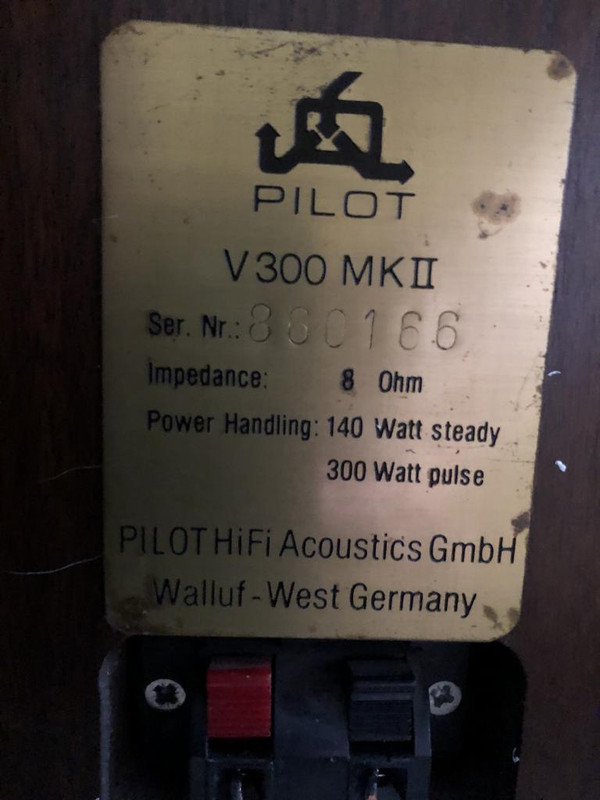 PILOT
V300 MKII
Ser. Nr.: 860166
Impedance: 8 Ohm
Power Handling: 140 Watt steady
300 Watt pulse
PILOT HiFi Acoustics GmbH
Walluf-West Germany